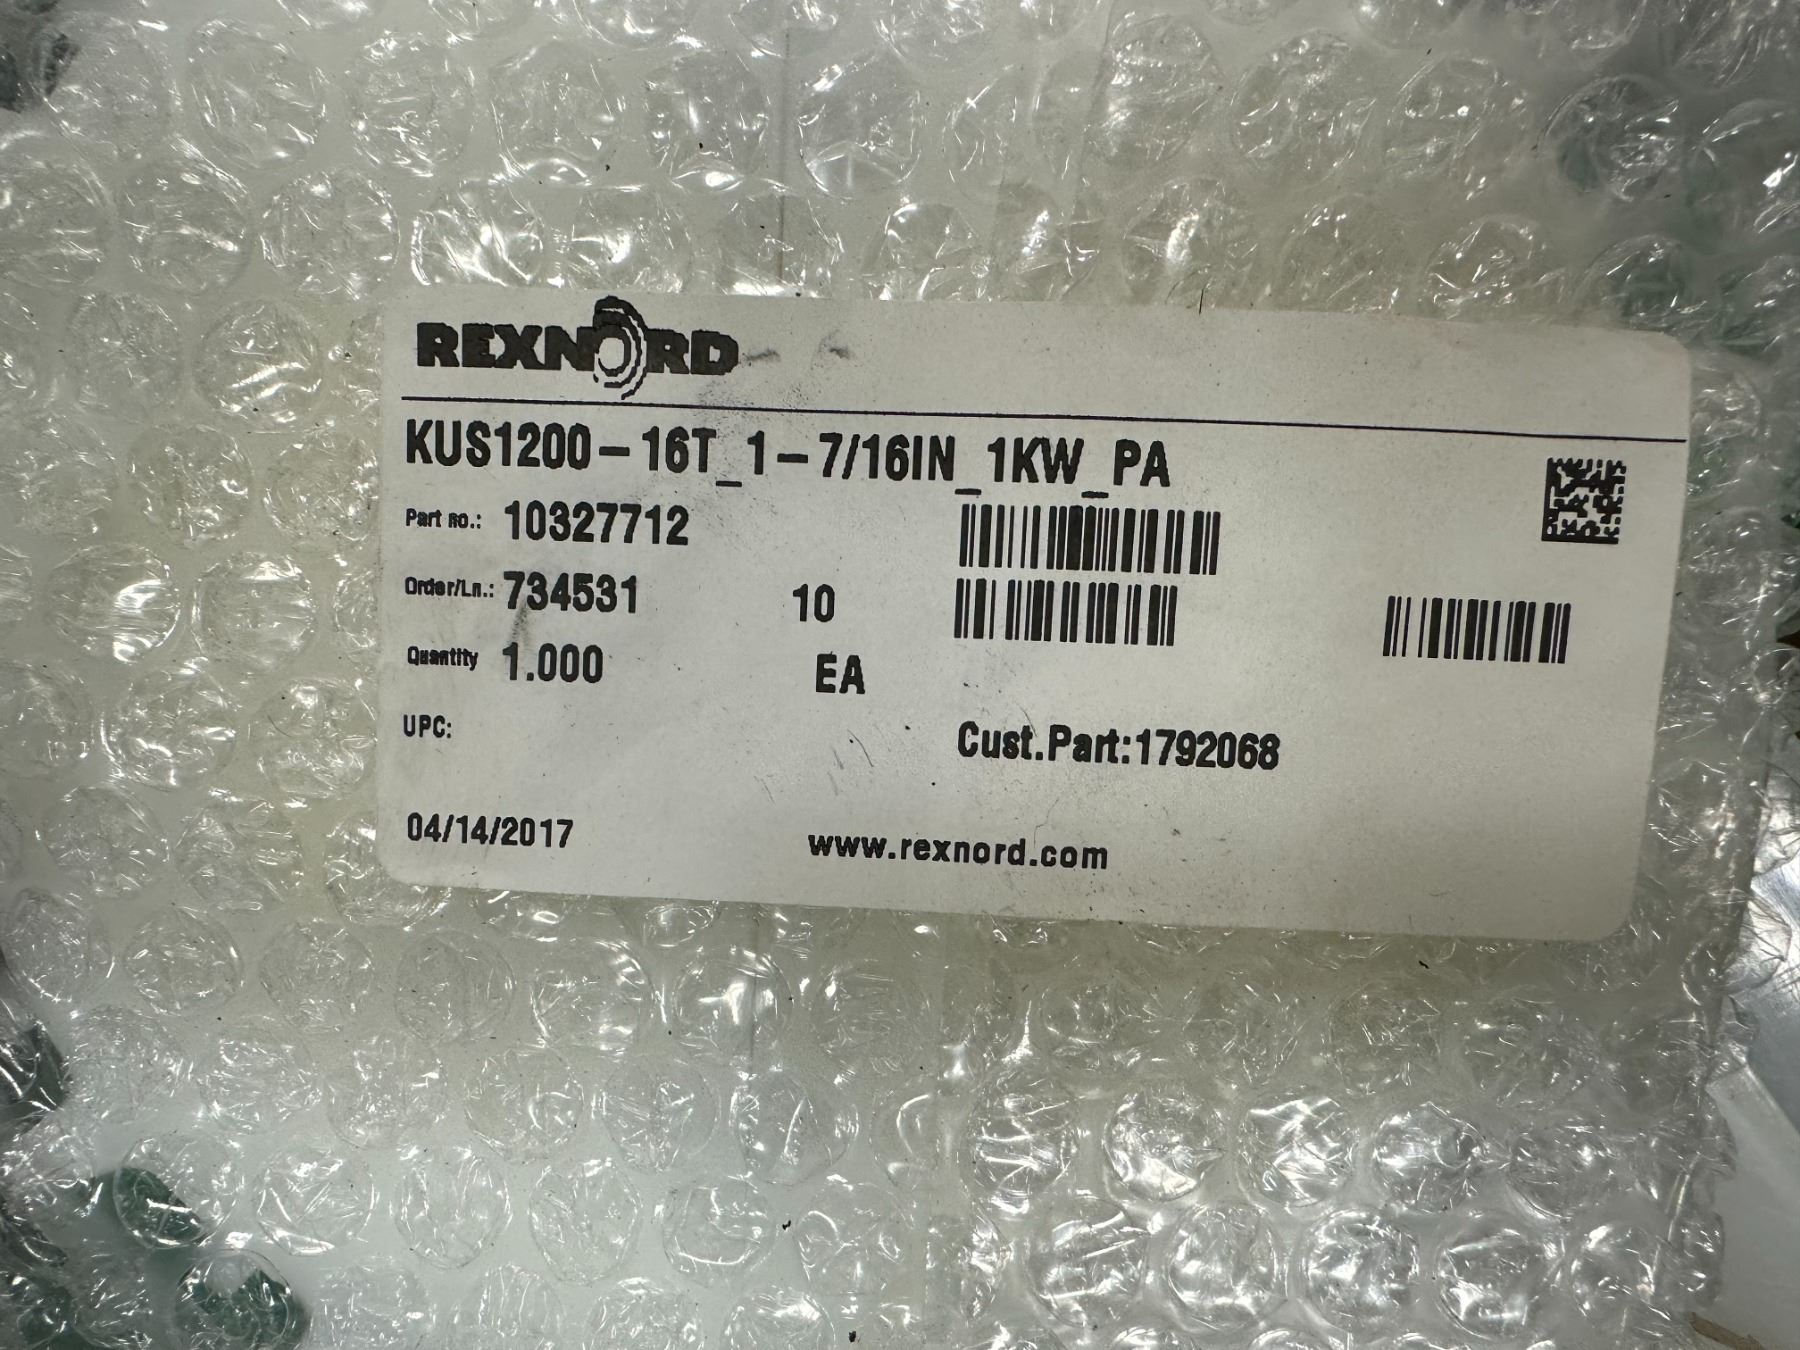 REXNORD
KUS1200-16T_1-7/16IN_1KW_PA
Part no.: 10327712
Order/Ln.: 734531 10
Quantity 1.000 EA
UPC:
Cust.Part:1792068
04/14/2017 www.rexnord.com